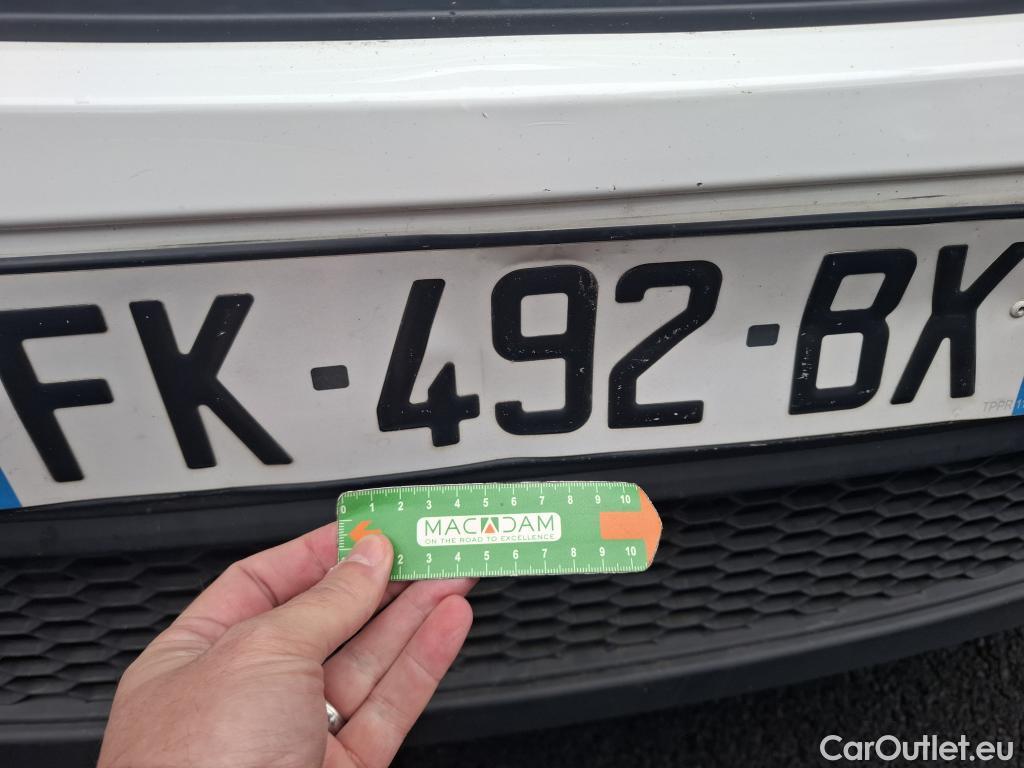 FK-492-BK
TPPR
0 1 2 3 4 5 6 7 8 9 10
MACADAM
ON THE ROAD TO EXCELLENCE
2 3 4 5 6 7 8 9 10
CarOutlet.eu